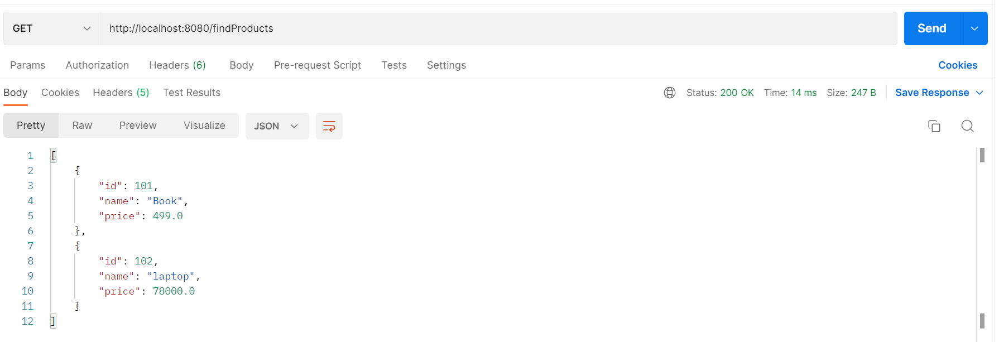 GET http://localhost:8080/findProducts Send
Params Authorization Headers (6) Body Pre-request Script Tests Settings Cookies
Body Cookies Headers (5) Test Results Status: 200 OK Time: 14 ms Size: 247 B Save Response
Pretty Raw Preview Visualize JSON
1 [
2 {
3 "id": 101,
4 "name": "Book",
5 "price": 499.0
6 },
7 {
8 "id": 102,
9 "name": "laptop",
10 "price": 78000.0
11 }
12 ]